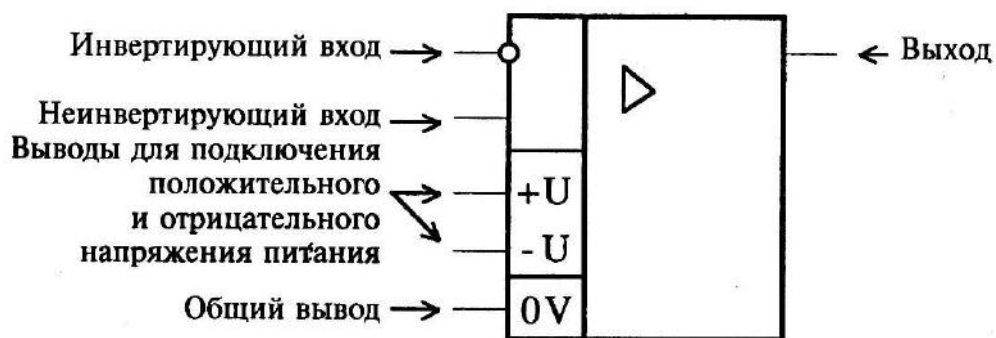 Инвертирующий вход
Выход
Неинвертирующий вход
Выводы для подключения
положительного
и отрицательного
напряжения питания
+U
- U
Общий вывод
0V